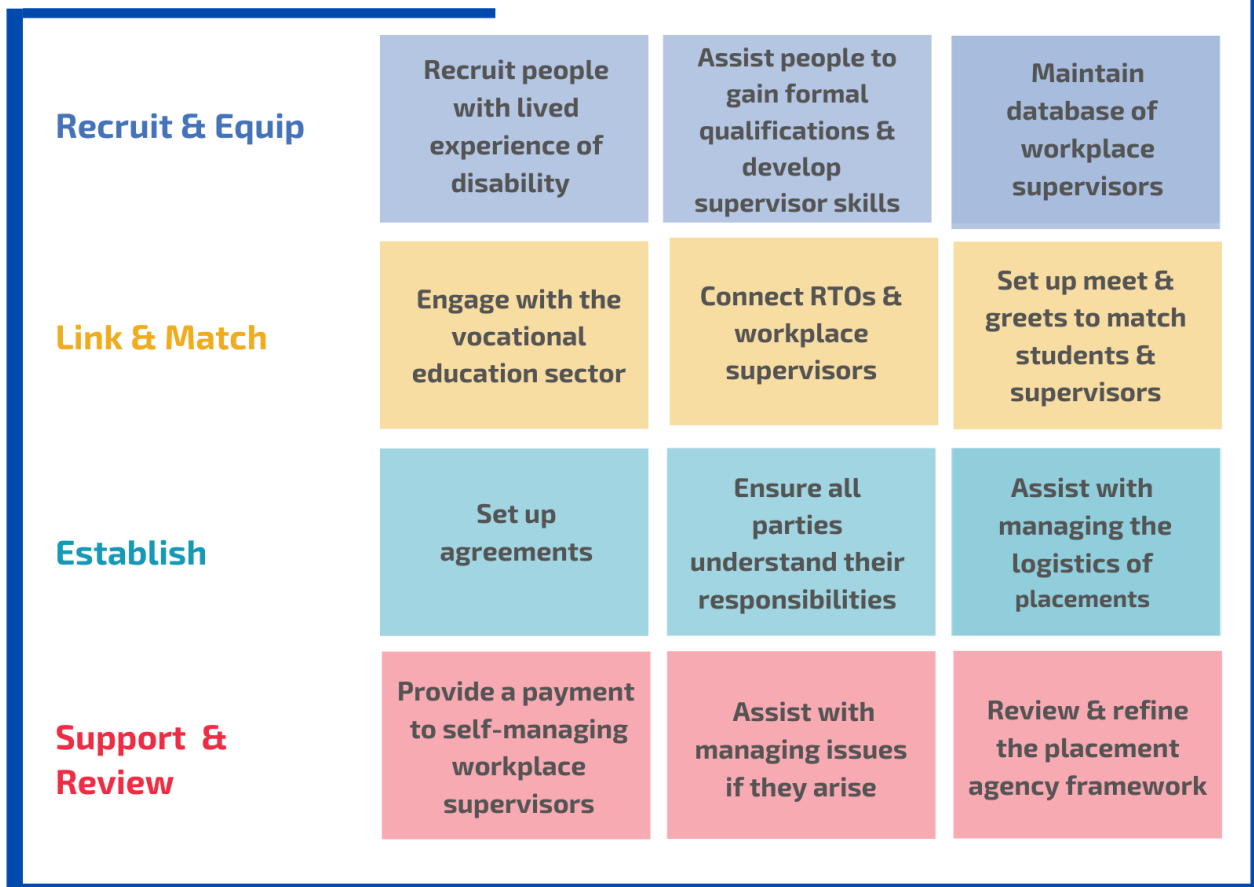 Recruit & Equip
Recruit people
with lived
experience of
disability
Assist people to
gain formal
qualifications &
develop
supervisor skills
Maintain
database of
workplace
supervisors
Link & Match
Engage with the
vocational
education sector
Connect RTOs &
workplace
supervisors
Set up meet &
greets to match
students &
supervisors
Establish
Set up
agreements
Ensure all
parties
understand their
responsibilities
Assist with
managing the
logistics of
placements
Support &
Review
Provide a payment
to self-managing
workplace
supervisors
Assist with
managing issues
if they arise
Review & refine
the placement
agency framework